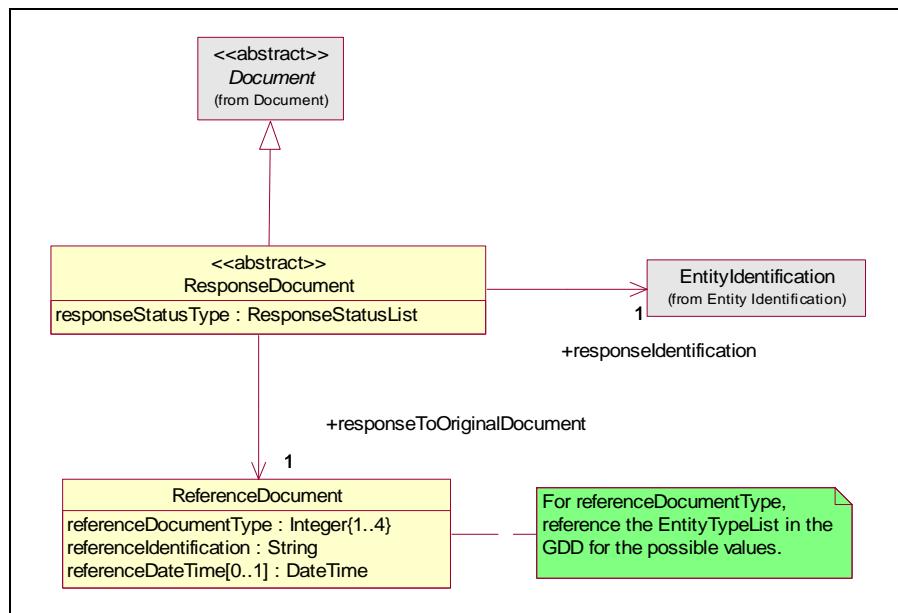 <<abstract>>
Document
(from Document)
<<abstract>>
ResponseDocument
responseStatusType : ResponseStatusList
EntityIdentification
(from Entity Identification)
1
+responseIdentification
+responseToOriginalDocument
1
ReferenceDocument
referenceDocumentType : Integer{1..4}
referenceIdentification : String
referenceDateTime[0..1] : DateTime
For referenceDocumentType,
reference the EntityTypeList in the
GDD for the possible values.